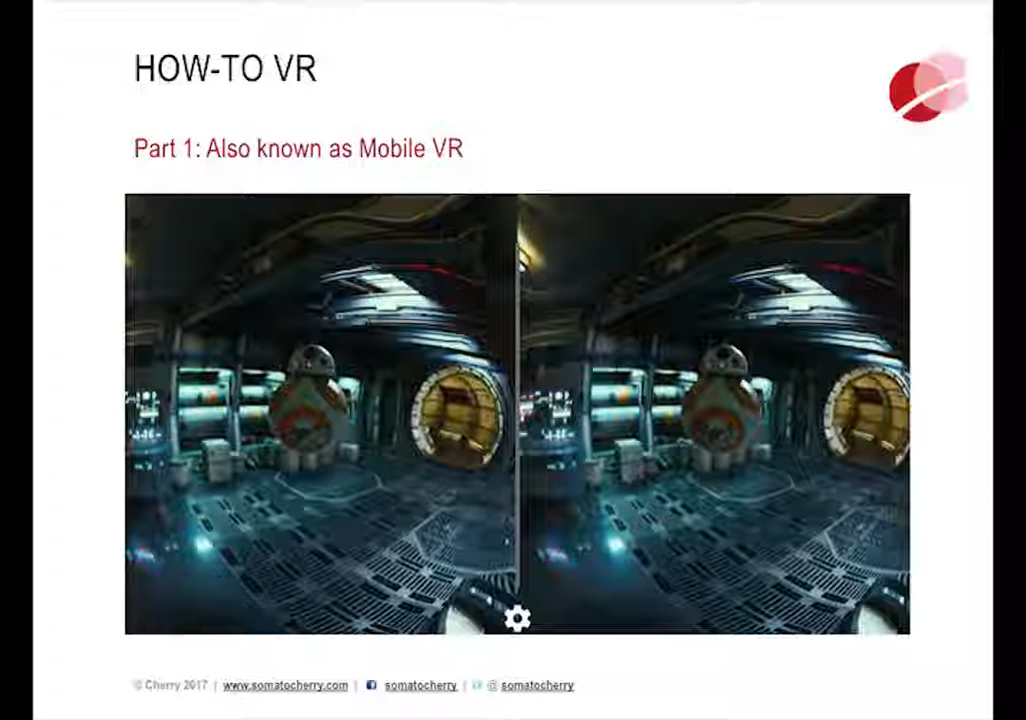 HOW-TO VR
Part 1: Also known as Mobile VR
© Cherry 2017 | www.somatocherry.com | somatocherry | @ somatocherry